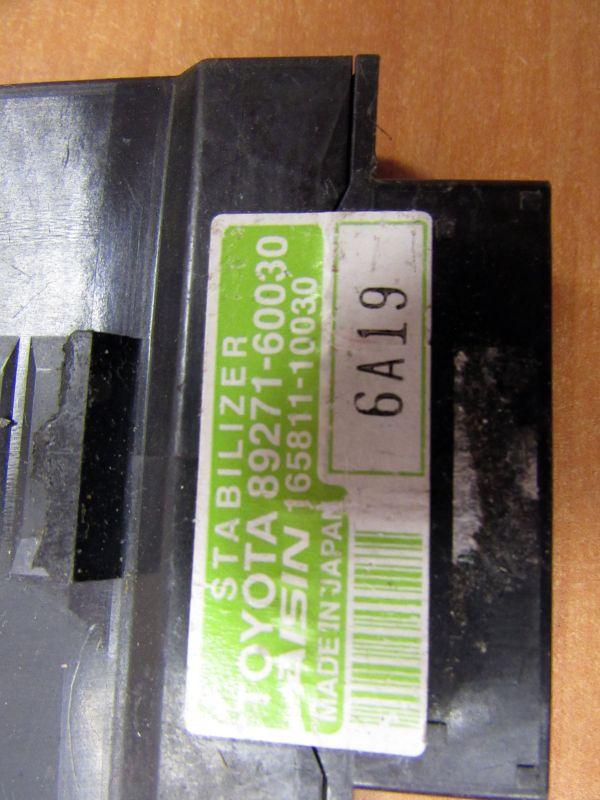 STABILIZER
TOYOTA 89271-60030
AISIN 165811-10030
MADE IN JAPAN
6A19